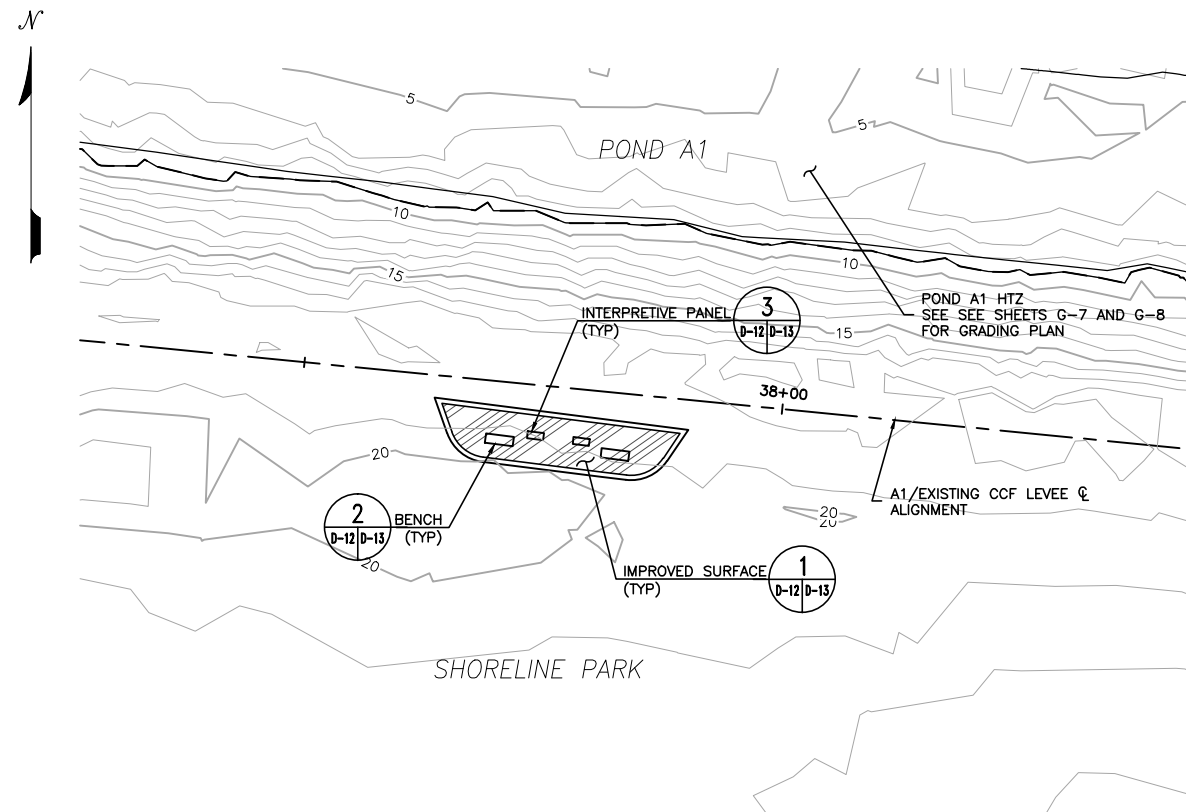 N
5
5
POND A1
10
10
15
15
INTERPRETIVE PANEL
(TYP)
3
D-12 D-13
POND A1 HTZ
SEE SEE SHEETS G-7 AND G-8
FOR GRADING PLAN
38+00
20
A1/EXISTING CCF LEVEE ℄
ALIGNMENT
2
D-12 D-13
BENCH
(TYP)
20
20
20
IMPROVED SURFACE
(TYP)
1
D-12 D-13
SHORELINE PARK